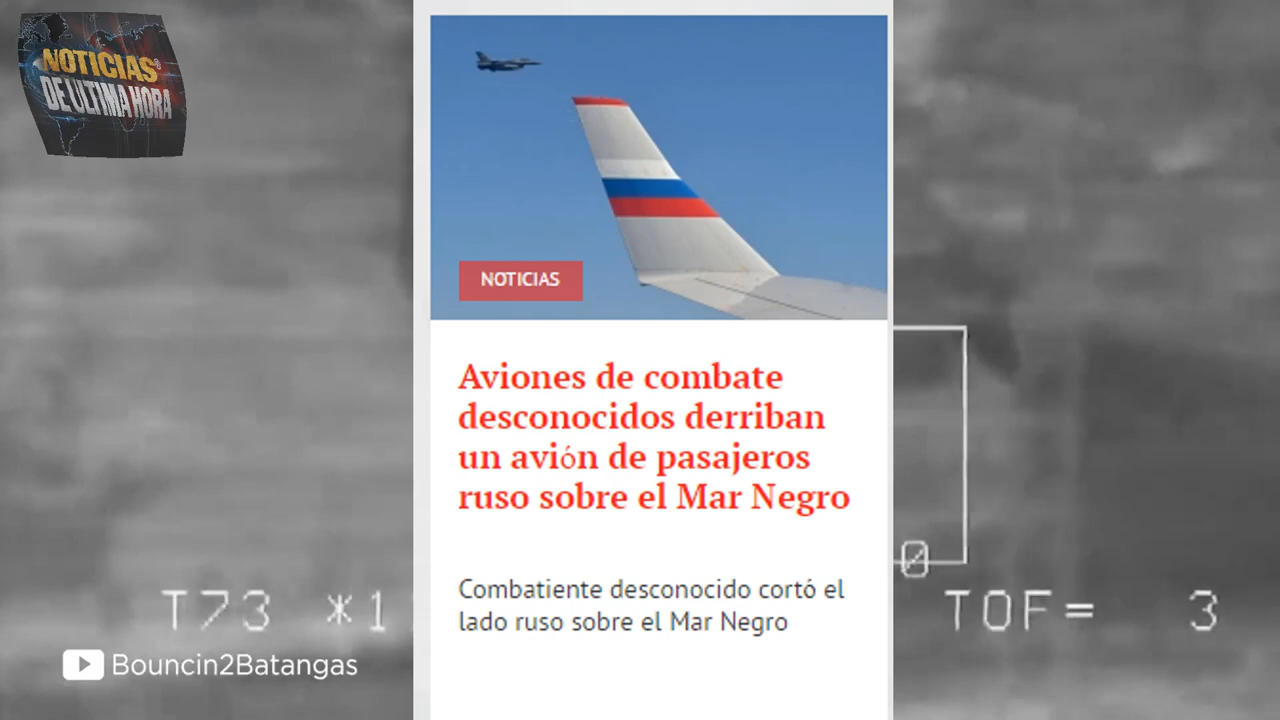 NOTICIAS
DE ULTIMA HORA
NOTICIAS
Aviones de combate
desconocidos derriban
un avión de pasajeros
ruso sobre el Mar Negro
Combatiente desconocido cortó el
lado ruso sobre el Mar Negro
0
T73 *1
TOF= 3
Bouncin2Batangas